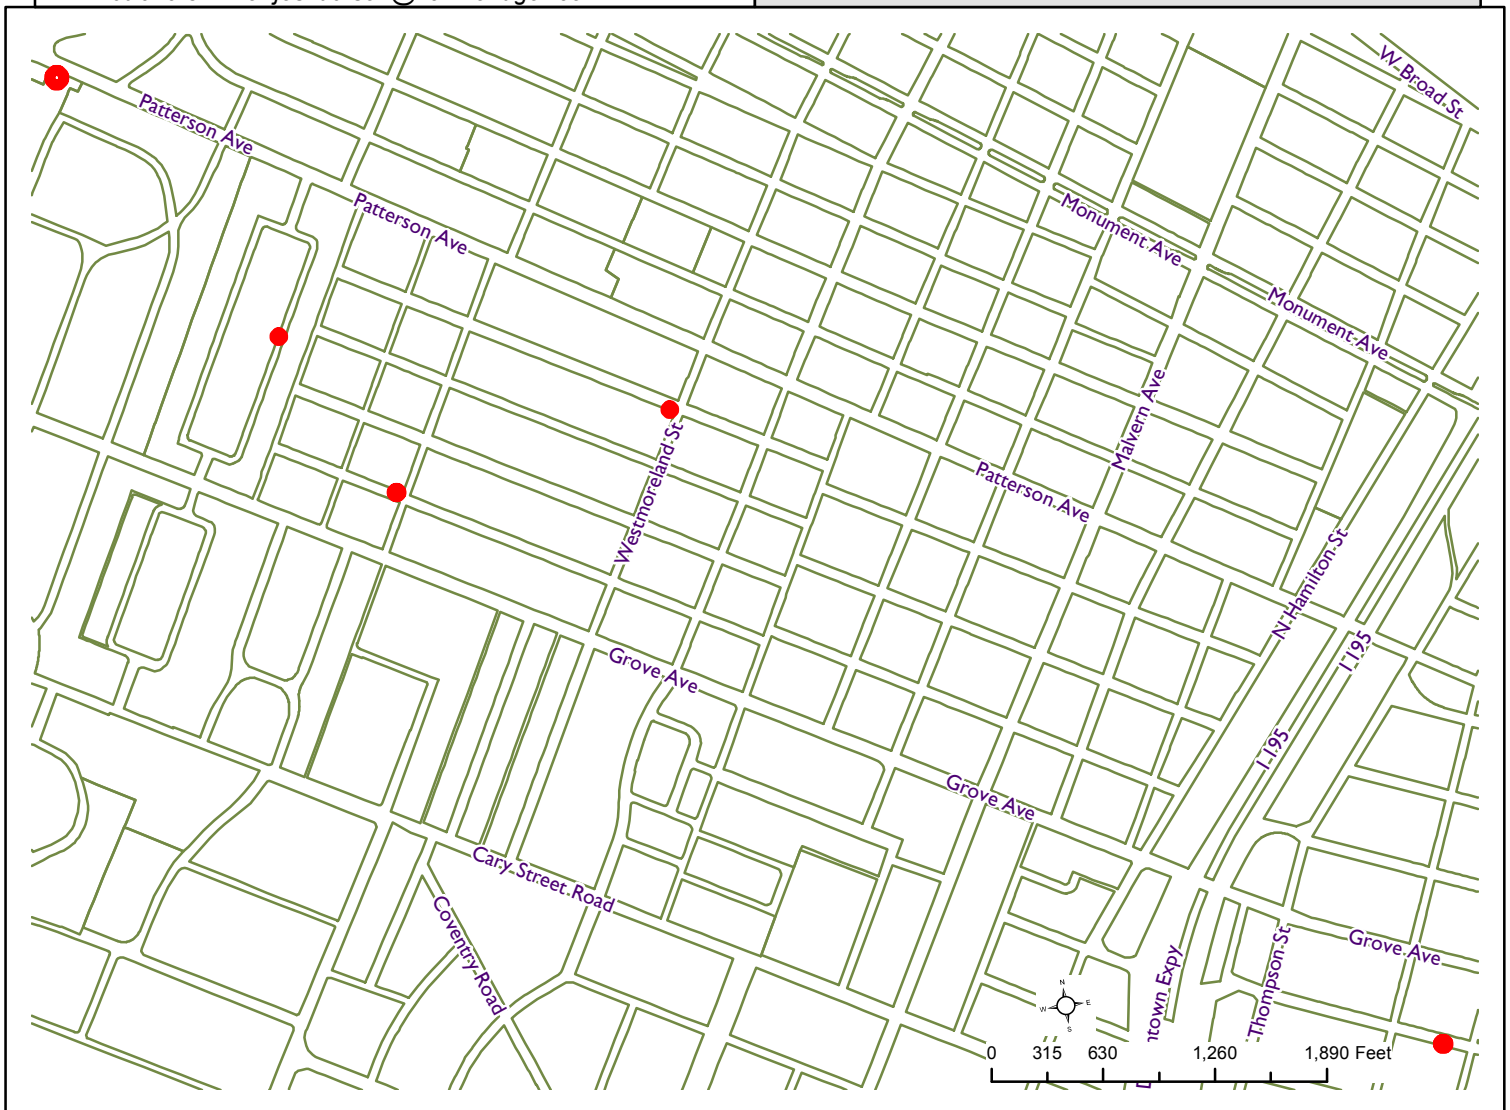 W Broad St
Patterson Ave
Patterson Ave
Monument Ave
Monument Ave
Malvern Ave
Westmoreland St
Patterson Ave
N Hamilton St
I 195
Grove Ave
I 195
Grove Ave
Cary Street Road
Coventry Road
Grove Ave
Thompson St
ntown Expy
N
W E
S
0 315 630 1,260 1,890 Feet